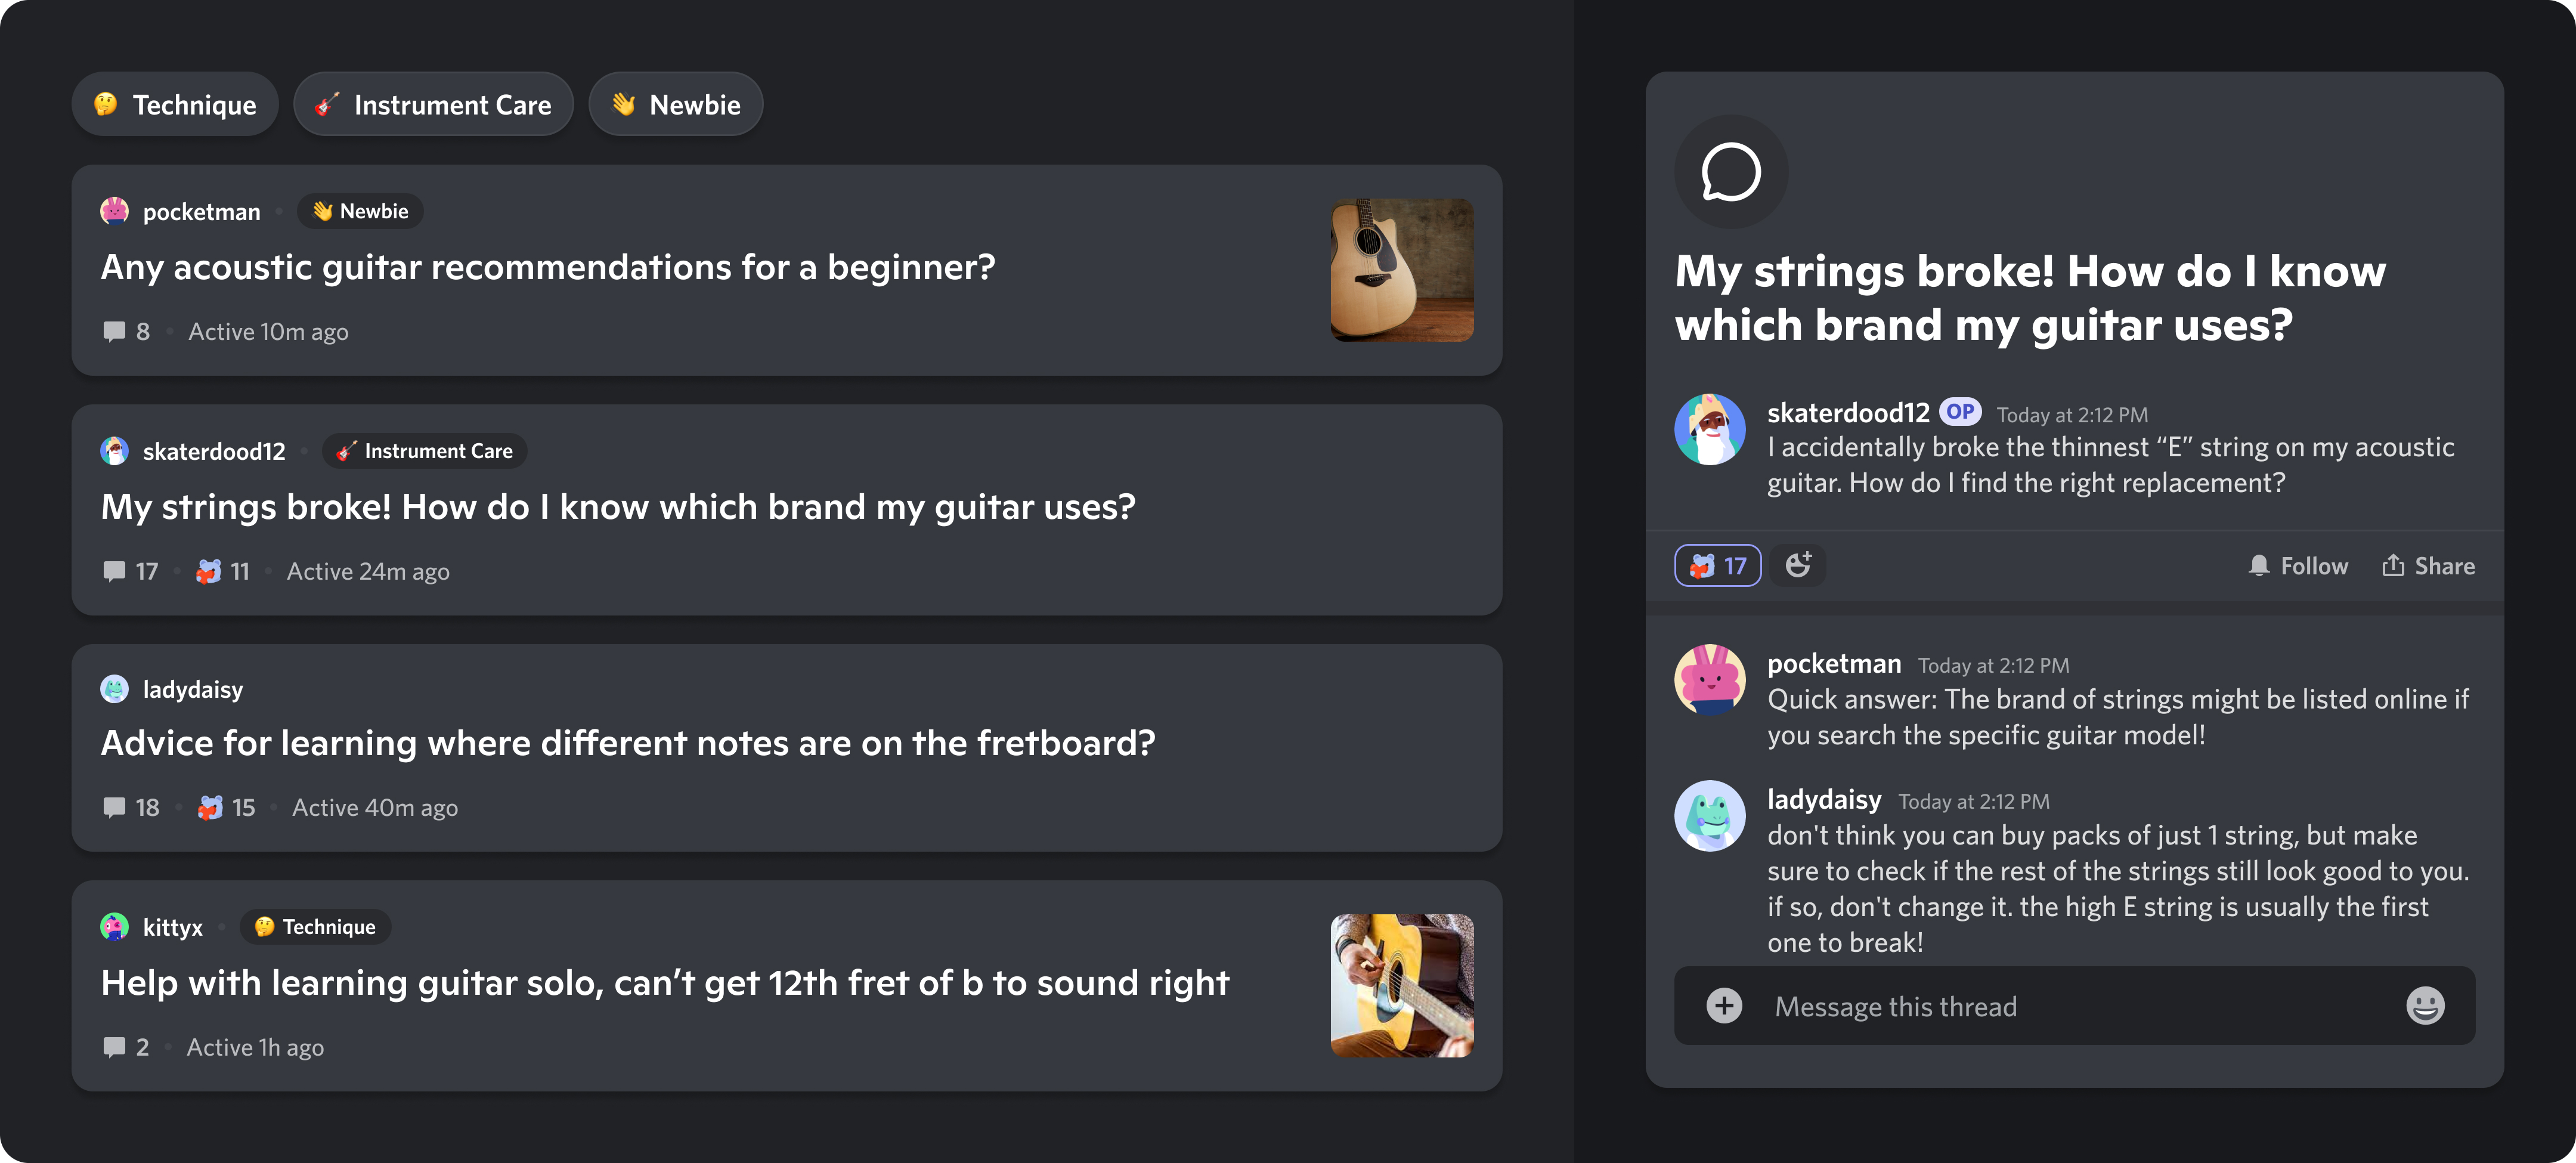 Technique
Instrument Care
Newbie
pocketman
Newbie
Any acoustic guitar recommendations for a beginner?
8
Active 10m ago
skaterdood12
Instrument Care
My strings broke! How do I know which brand my guitar uses?
17
11
Active 24m ago
ladydaisy
Advice for learning where different notes are on the fretboard?
18
15
Active 40m ago
kittyx
Technique
Help with learning guitar solo, can’t get 12th fret of b to sound right
2
Active 1h ago
My strings broke! How do I know
which brand my guitar uses?
skaterdood12 OP Today at 2:12 PM
I accidentally broke the thinnest “E” string on my acoustic
guitar. How do I find the right replacement?
17
Follow
Share
pocketman Today at 2:12 PM
Quick answer: The brand of strings might be listed online if
you search the specific guitar model!
ladydaisy Today at 2:12 PM
don't think you can buy packs of just 1 string, but make
sure to check if the rest of the strings still look good to you.
if so, don't change it. the high E string is usually the first
one to break!
Message this thread